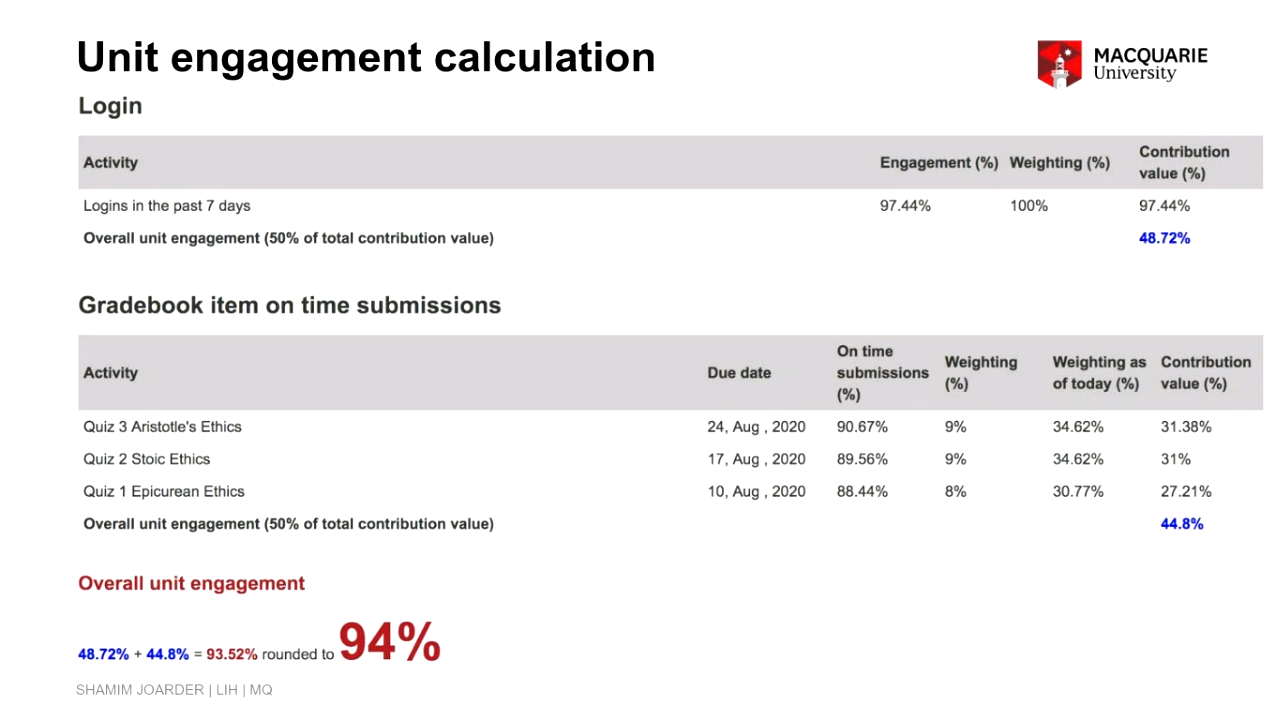 Unit engagement calculation
MACQUARIE
University
Login
Activity Engagement (%) Weighting (%) Contribution value (%)
Logins in the past 7 days 97.44% 100% 97.44%
Overall unit engagement (50% of total contribution value) 48.72%
Gradebook item on time submissions
Activity Due date On time submissions (%) Weighting (%) Weighting as of today (%) Contribution value (%)
Quiz 3 Aristotle's Ethics 24, Aug , 2020 90.67% 9% 34.62% 31.38%
Quiz 2 Stoic Ethics 17, Aug , 2020 89.56% 9% 34.62% 31%
Quiz 1 Epicurean Ethics 10, Aug , 2020 88.44% 8% 30.77% 27.21%
Overall unit engagement (50% of total contribution value) 44.8%
Overall unit engagement
48.72% + 44.8% = 93.52% rounded to 94%
SHAMIM JOARDER | LIH | MQ